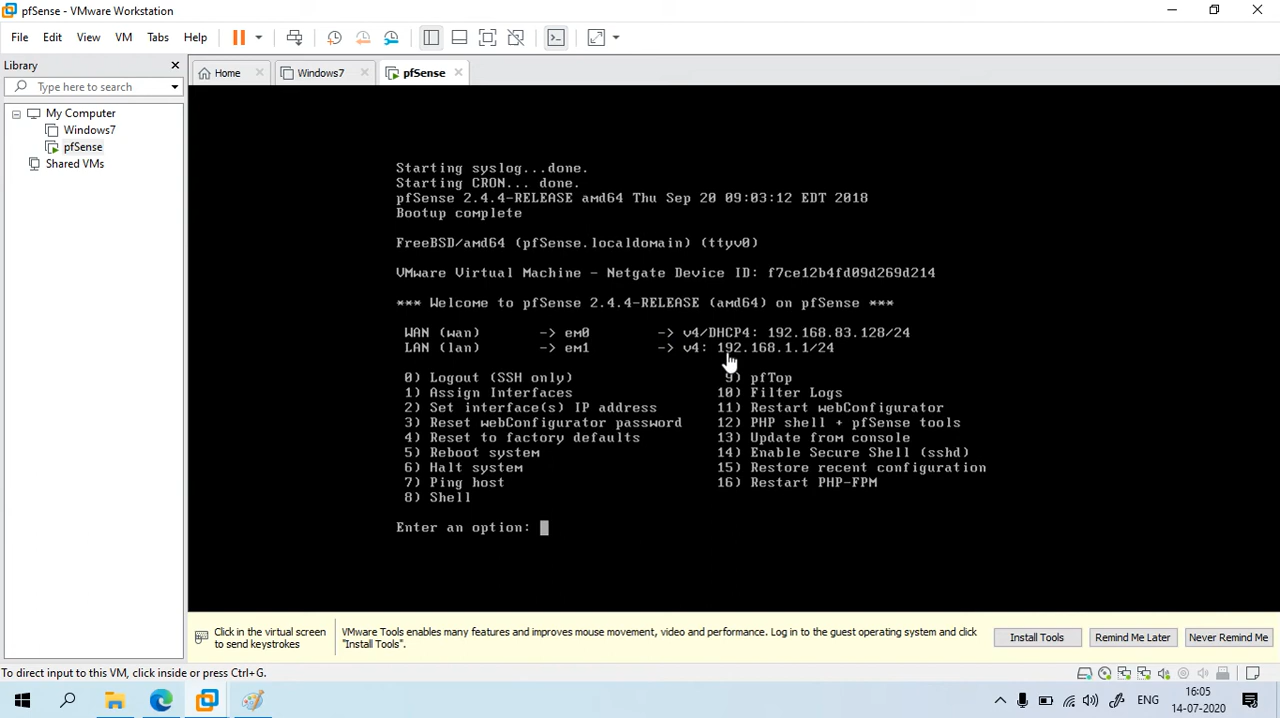 pfSense - VMware Workstation
File Edit View VM Tabs Help
Library
Type here to search
My Computer
Windows7
pfSense
Shared VMs
Home
Windows7
pfSense
Starting syslog...done.
Starting CRON... done.
pfSense 2.4.4-RELEASE amd64 Thu Sep 20 09:03:12 EDT 2018
Bootup complete
FreeBSD/amd64 (pfSense.localdomain) (ttyv0)
VMware Virtual Machine - Netgate Device ID: f7ce12b4fd09d269d214
*** Welcome to pfSense 2.4.4-RELEASE (amd64) on pfSense ***
WAN (wan) -> em0 -> v4/DHCP4: 192.168.83.128/24
LAN (lan) -> em1 -> v4: 192.168.1.1/24
0) Logout (SSH only) 9) pfTop
1) Assign Interfaces 10) Filter Logs
2) Set interface(s) IP address 11) Restart webConfigurator
3) Reset webConfigurator password 12) PHP shell + pfSense tools
4) Reset to factory defaults 13) Update from console
5) Reboot system 14) Enable Secure Shell (sshd)
6) Halt system 15) Restore recent configuration
7) Ping host 16) Restart PHP-FPM
8) Shell
Enter an option:
Click in the virtual screen
to send keystrokes
VMware Tools enables many features and improves mouse movement, video and performance. Log in to the guest operating system and click
"Install Tools".
Install Tools
Remind Me Later
Never Remind Me
To direct input to this VM, click inside or press Ctrl+G.
ENG
16:05
14-07-2020